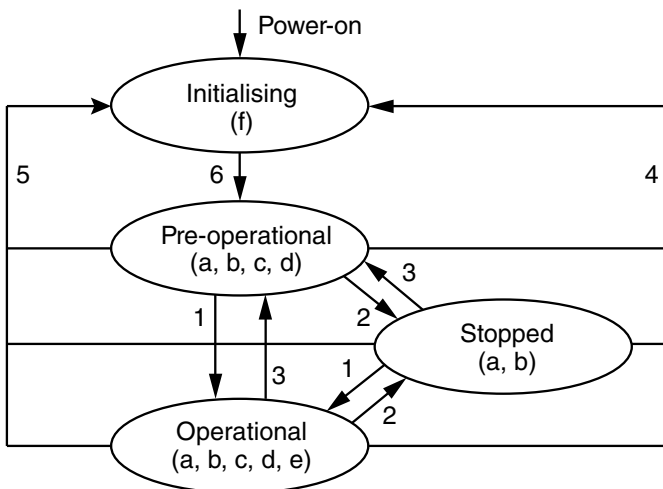 Power-on
Initialising
(f)
5
6
4
Pre-operational
(a, b, c, d)
3
1
2
Stopped
(a, b)
3
1
2
Operational
(a, b, c, d, e)